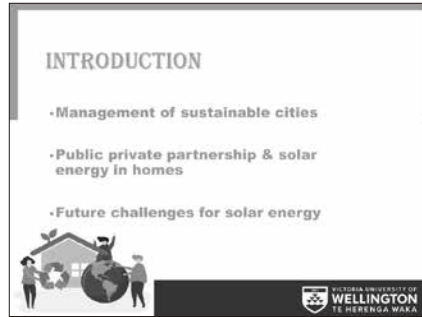 INTRODUCTION
•Management of sustainable cities
•Public private partnership & solar
energy in homes
•Future challenges for solar energy
VICTORIA UNIVERSITY OF
WELLINGTON
TE HERENGA WAKA